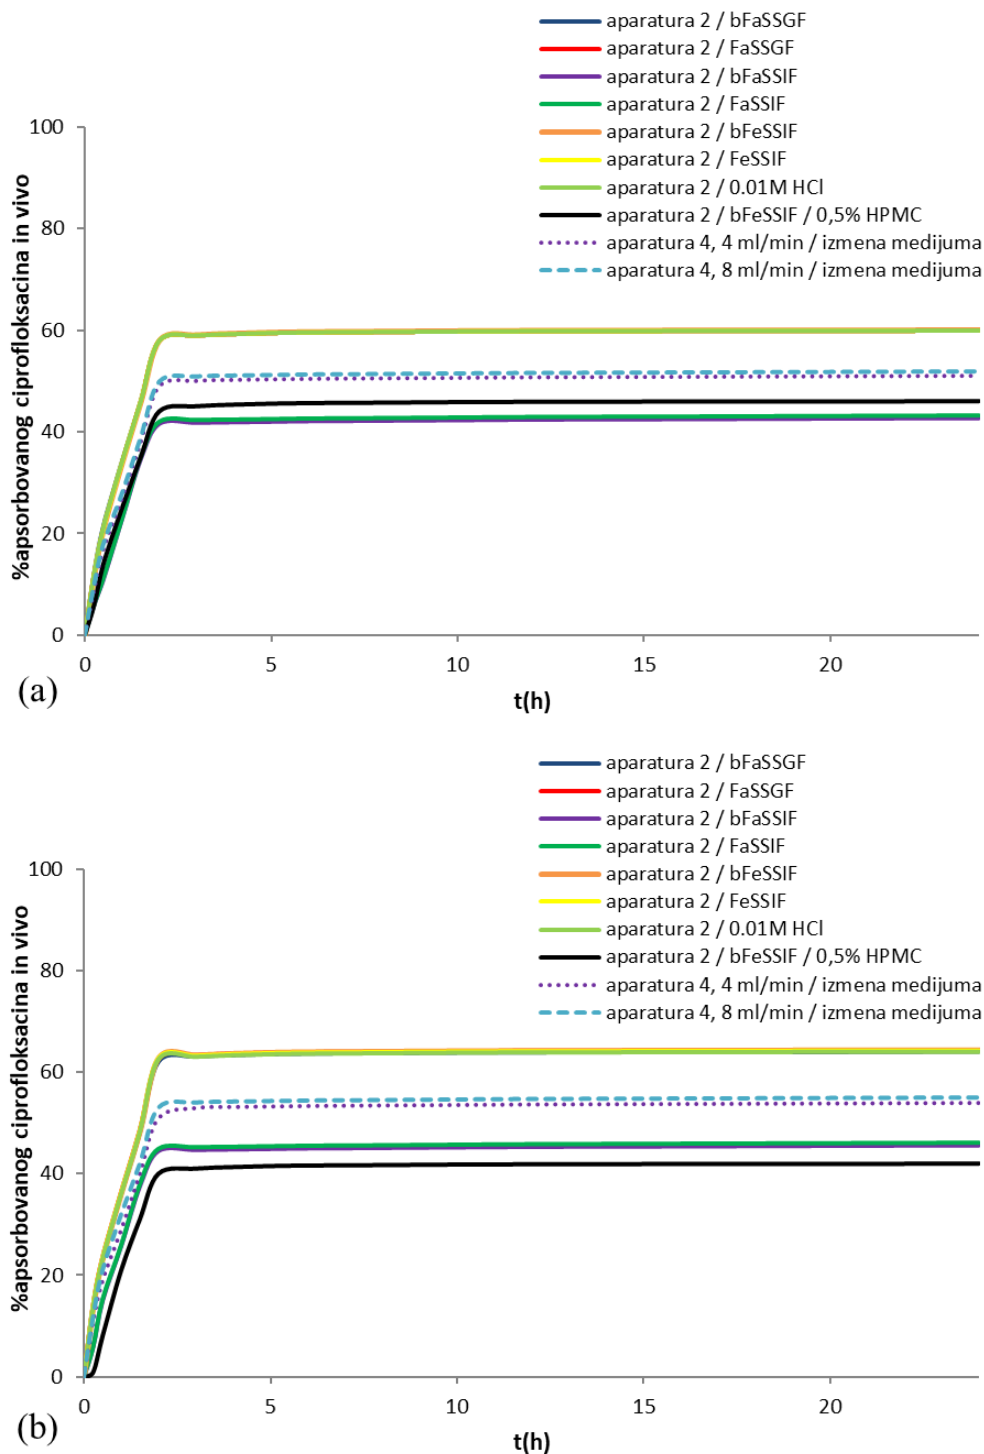 aparatura 2 / bFaSSGF
aparatura 2 / FaSSGF
aparatura 2 / bFaSSIF
aparatura 2 / FaSSIF
aparatura 2 / bFeSSIF
aparatura 2 / FeSSIF
aparatura 2 / 0.01M HCl
aparatura 2 / bFeSSIF / 0,5% HPMC
aparatura 4, 4 ml/min / izmena medijuma
aparatura 4, 8 ml/min / izmena medijuma
%apsorbovanog ciprofloksacina in vivo
100
80
60
40
20
0
0 5 10 15 20
t(h)
(a)
aparatura 2 / bFaSSGF
aparatura 2 / FaSSGF
aparatura 2 / bFaSSIF
aparatura 2 / FaSSIF
aparatura 2 / bFeSSIF
aparatura 2 / FeSSIF
aparatura 2 / 0.01M HCl
aparatura 2 / bFeSSIF / 0,5% HPMC
aparatura 4, 4 ml/min / izmena medijuma
aparatura 4, 8 ml/min / izmena medijuma
%apsorbovanog ciprofloksacina in vivo
100
80
60
40
20
0
0 5 10 15 20
t(h)
(b)